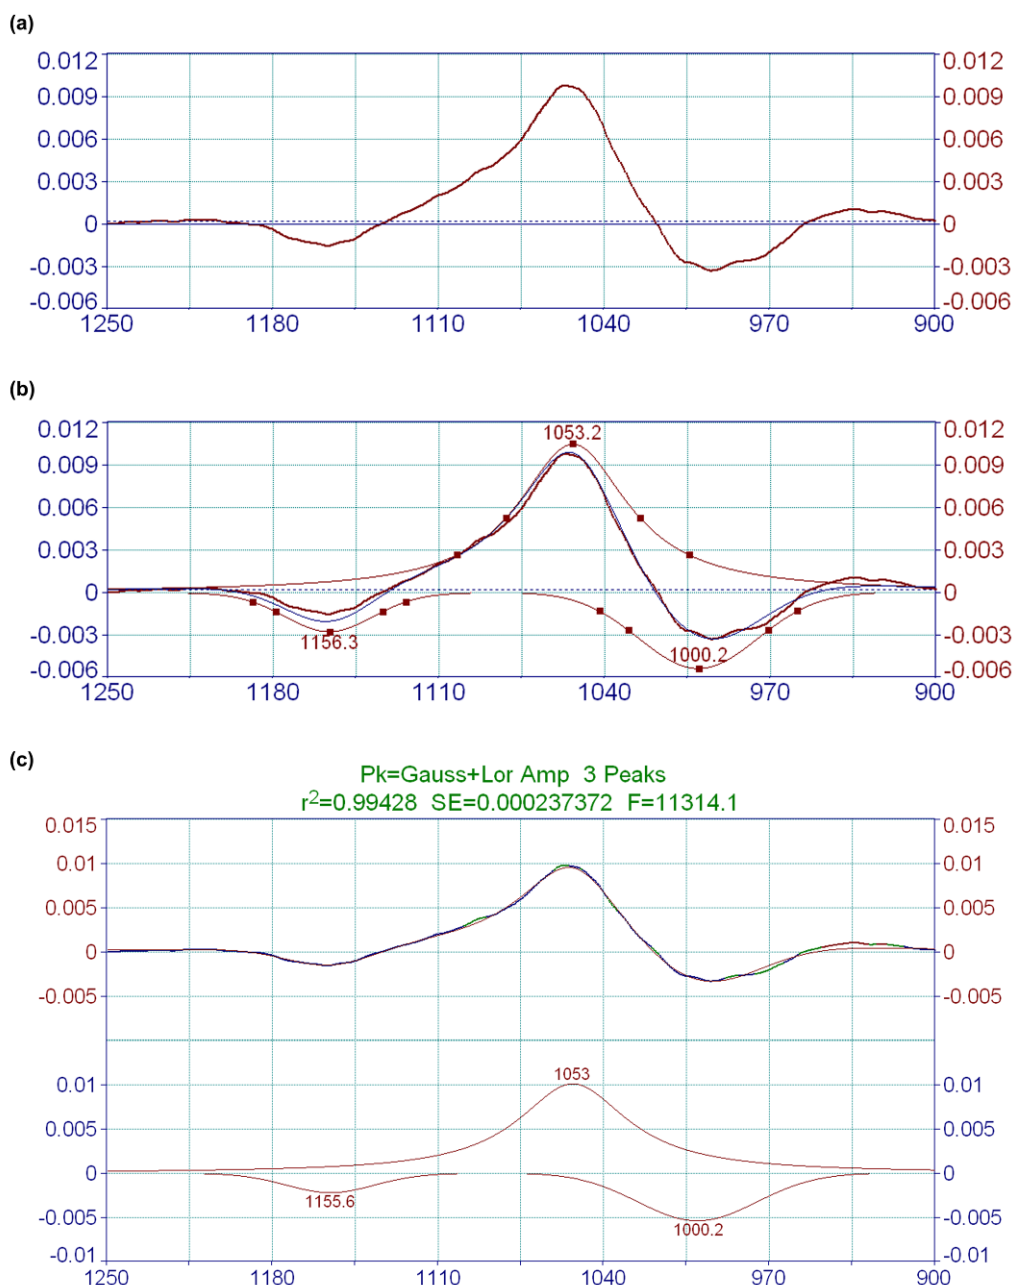 (a)
0.012 0.012
0.009 0.009
0.006 0.006
0.003 0.003
0 0
-0.003 -0.003
-0.006 -0.006
1250 1180 1110 1040 970 900
(b)
0.012 1053.2 0.012
0.009 0.009
0.006 0.006
0.003 0.003
0 0
-0.003 1156.3 1000.2 -0.003
-0.006 -0.006
1250 1180 1110 1040 970 900
(c)
Pk=Gauss+Lor Amp 3 Peaks
r²=0.99428 SE=0.000237372 F=11314.1
0.015 0.015
0.01 0.01
0.005 0.005
0 0
-0.005 -0.005
1053
0.01 0.01
0.005 0.005
0 0
1155.6
-0.005 1000.2 -0.005
-0.01 -0.01
1250 1180 1110 1040 970 900